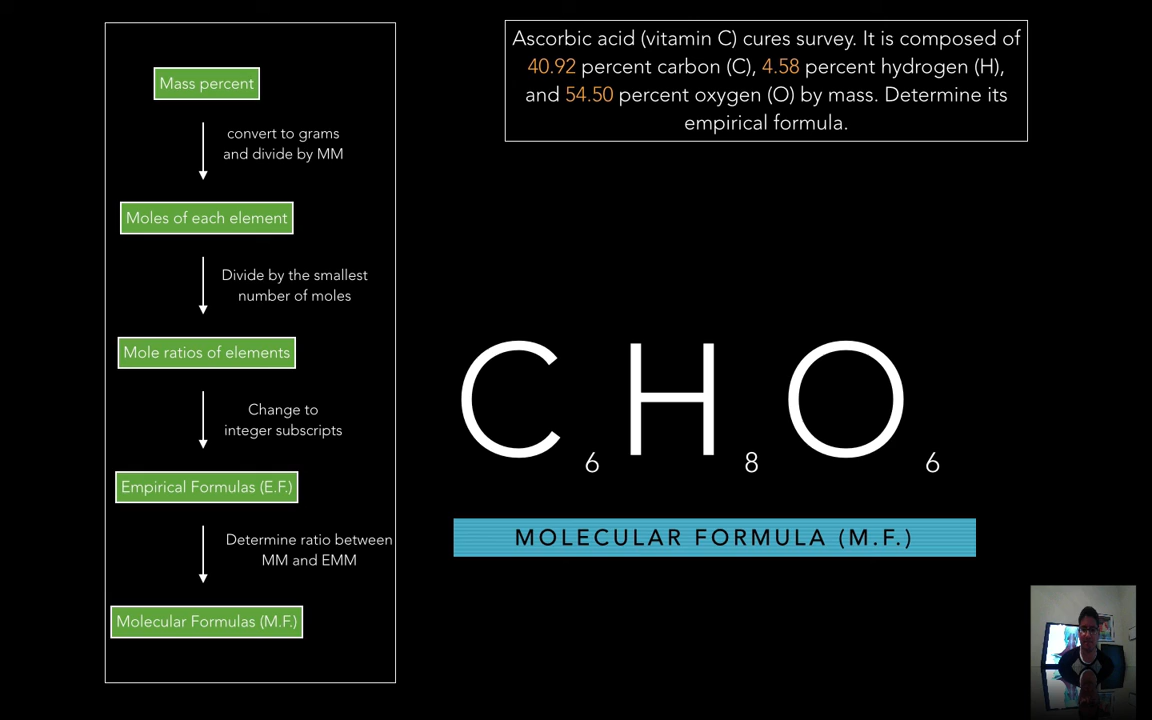 Mass percent
convert to grams
and divide by MM
Moles of each element
Divide by the smallest
number of moles
Mole ratios of elements
Change to
integer subscripts
Empirical Formulas (E.F.)
Determine ratio between
MM and EMM
Molecular Formulas (M.F.)
Ascorbic acid (vitamin C) cures survey. It is composed of
40.92 percent carbon (C), 4.58 percent hydrogen (H),
and 54.50 percent oxygen (O) by mass. Determine its
empirical formula.
C6H8O6
MOLECULAR FORMULA (M.F.)